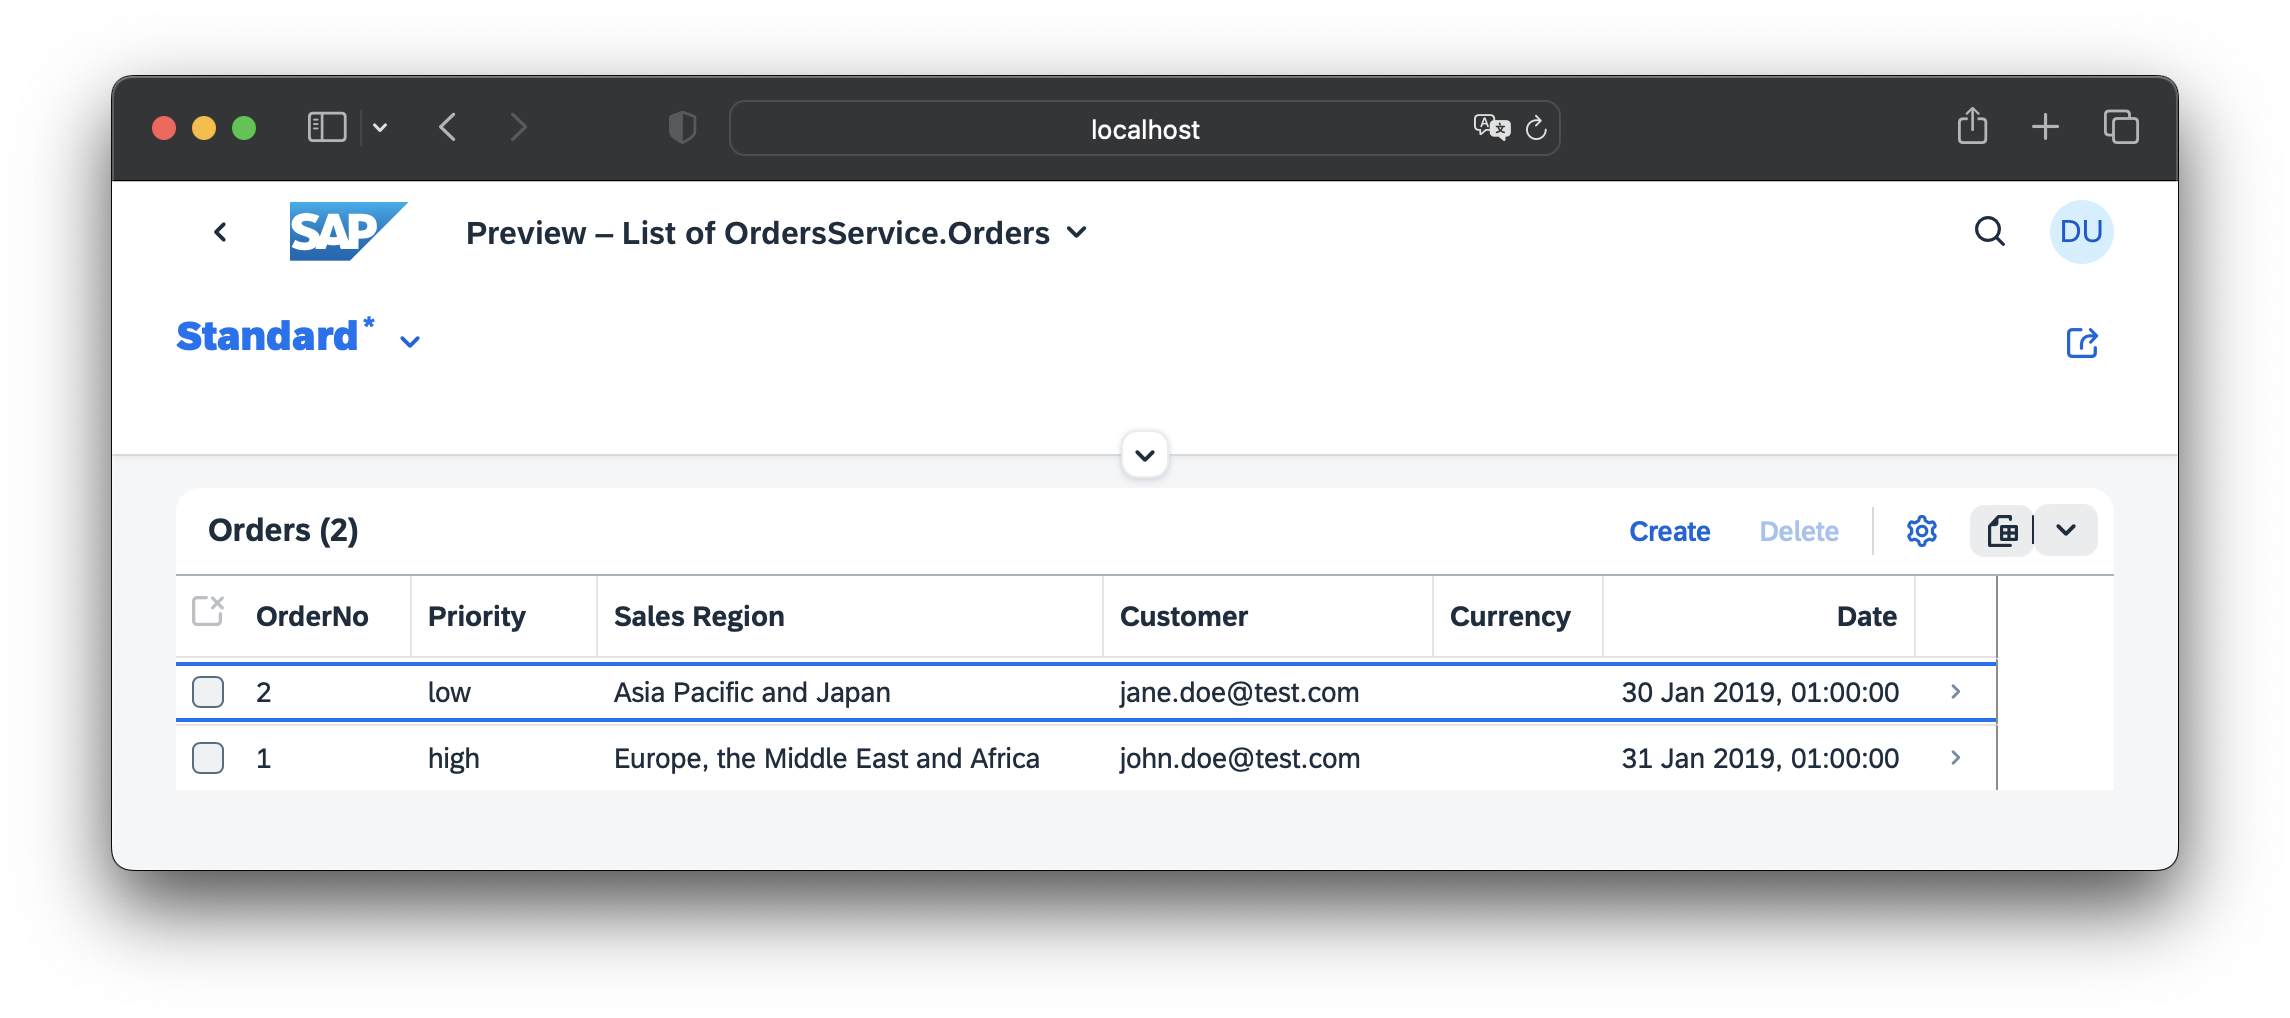 localhost
SAP Preview – List of OrdersService.Orders DU
Standard*
Orders (2) Create Delete
OrderNo Priority Sales Region Customer Currency Date
2 low Asia Pacific and Japan jane.doe@test.com 30 Jan 2019, 01:00:00
1 high Europe, the Middle East and Africa john.doe@test.com 31 Jan 2019, 01:00:00